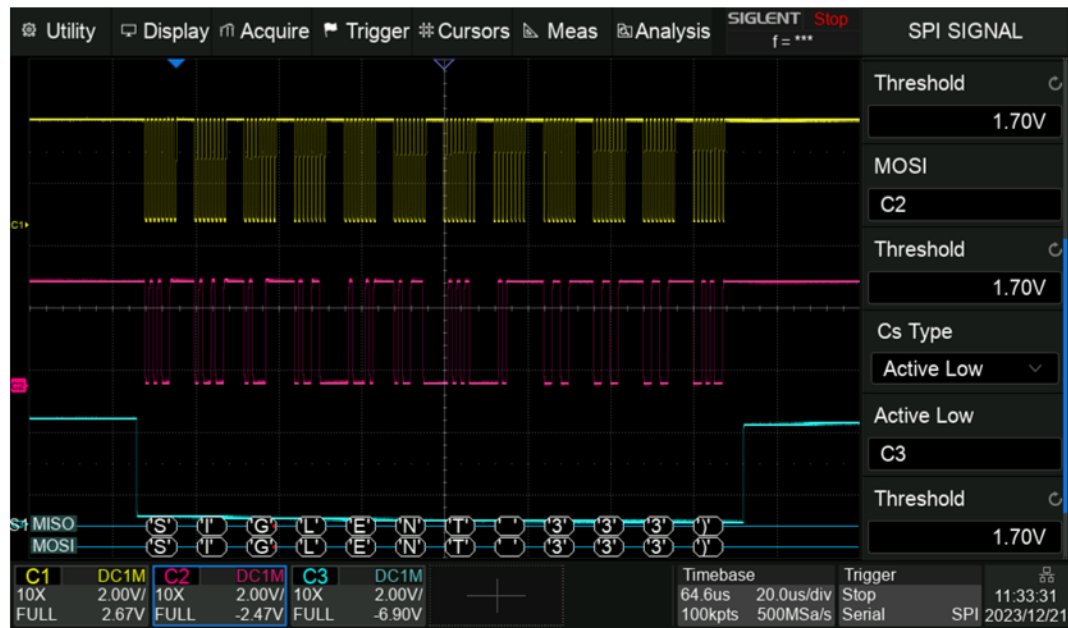 Utility Display Acquire Trigger Cursors Meas Analysis SIGLENT Stop
f = ***
SPI SIGNAL
Threshold
1.70V
MOSI
C2
Threshold
1.70V
Cs Type
Active Low
Active Low
C3
Threshold
1.70V
C1
C2
S1 MISO 'S' 'I' 'G' 'L' 'E' 'N' 'T' ' ' '3' '3' '3' ')'
MOSI 'S' 'I' 'G' 'L' 'E' 'N' 'T' ' ' '3' '3' '3' ')'
C1 DC1M C2 DC1M C3 DC1M Timebase Trigger
10X 2.00V/ 10X 2.00V/ 10X 2.00V/ 64.6us 20.0us/div Stop 11:33:31
FULL 2.67V FULL -2.47V FULL -6.90V 100kpts 500MSa/s Serial SPI 2023/12/21